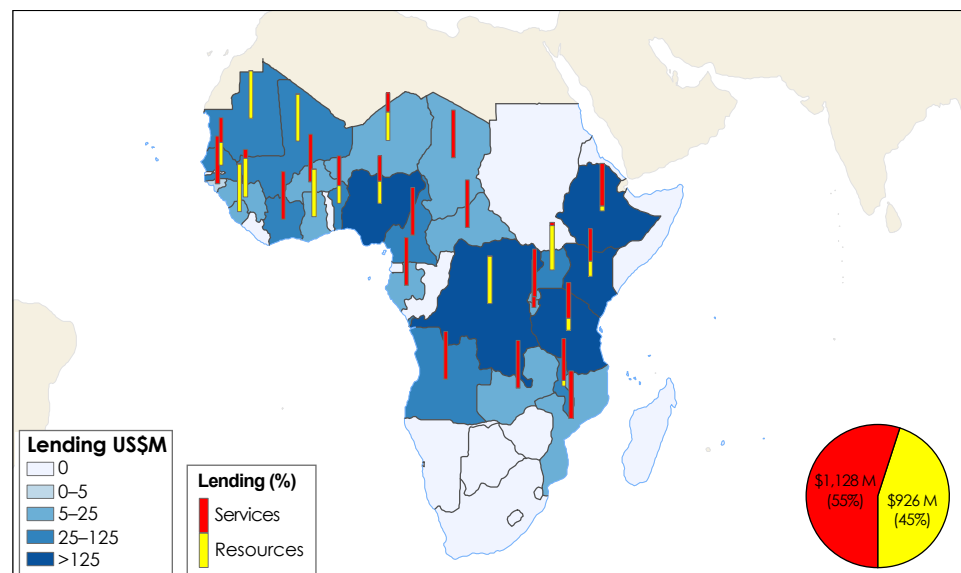 Lending US$M
0
0–5
5–25
25–125
>125
Lending (%)
Services
Resources
$1,128 M
(55%)
$926 M
(45%)